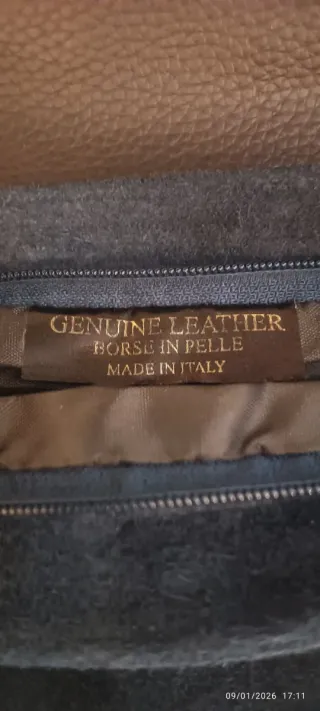 GENUINE LEATHER
BORSE IN PELLE
MADE IN ITALY
09/01/2026 17:11